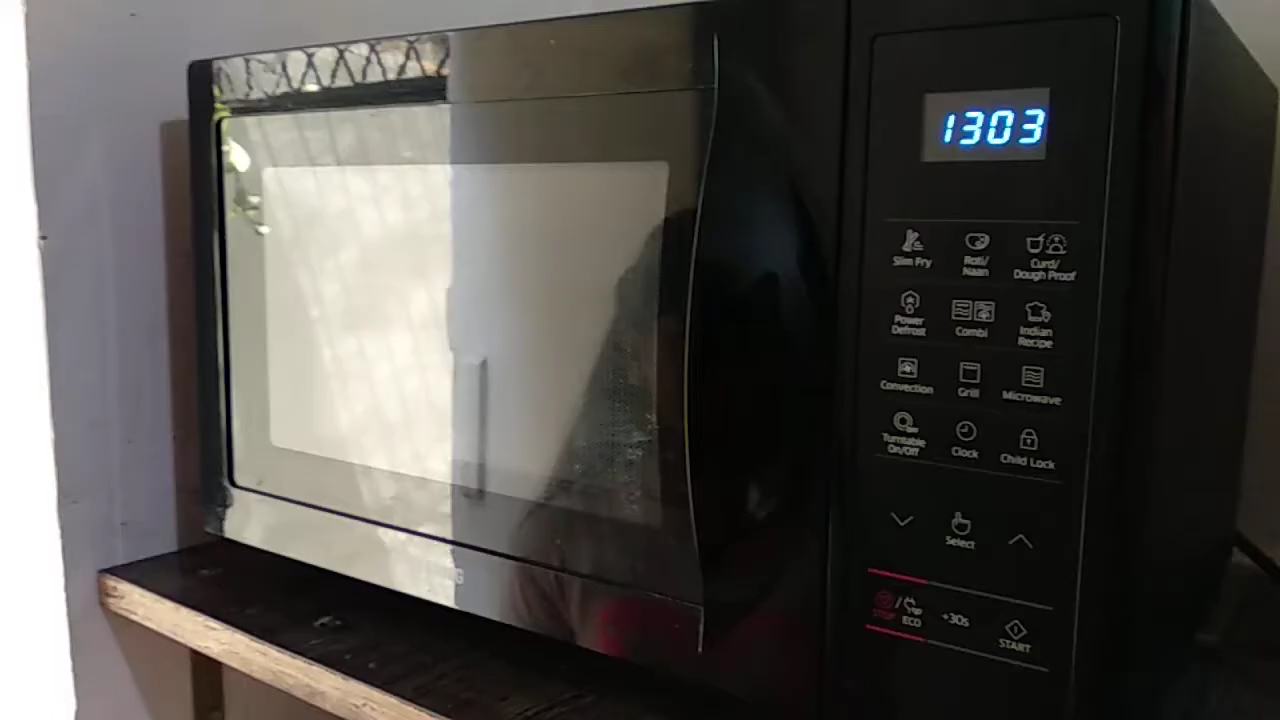 1303
Slim Fry
Roti/
Naan
Curd/
Dough Proof
Power
Defrost
Combi
Indian
Recipe
Convection
Grill
Microwave
Turntable
On/Off
Clock
Child Lock
Select
STOP
/
ECO
+30s
START